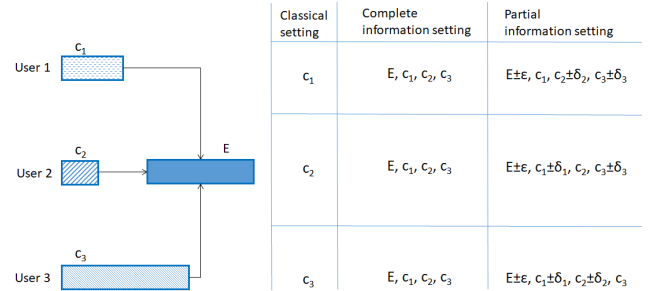 Classical setting
Complete information setting
Partial information setting
c₁
User 1
c₁
E, c₁, c₂, c₃
E±ε, c₁, c₂±δ₂, c₃±δ₃
c₂
E
User 2
c₂
E, c₁, c₂, c₃
E±ε, c₁±δ₁, c₂, c₃±δ₃
c₃
User 3
c₃
E, c₁, c₂, c₃
E±ε, c₁±δ₁, c₂±δ₂, c₃